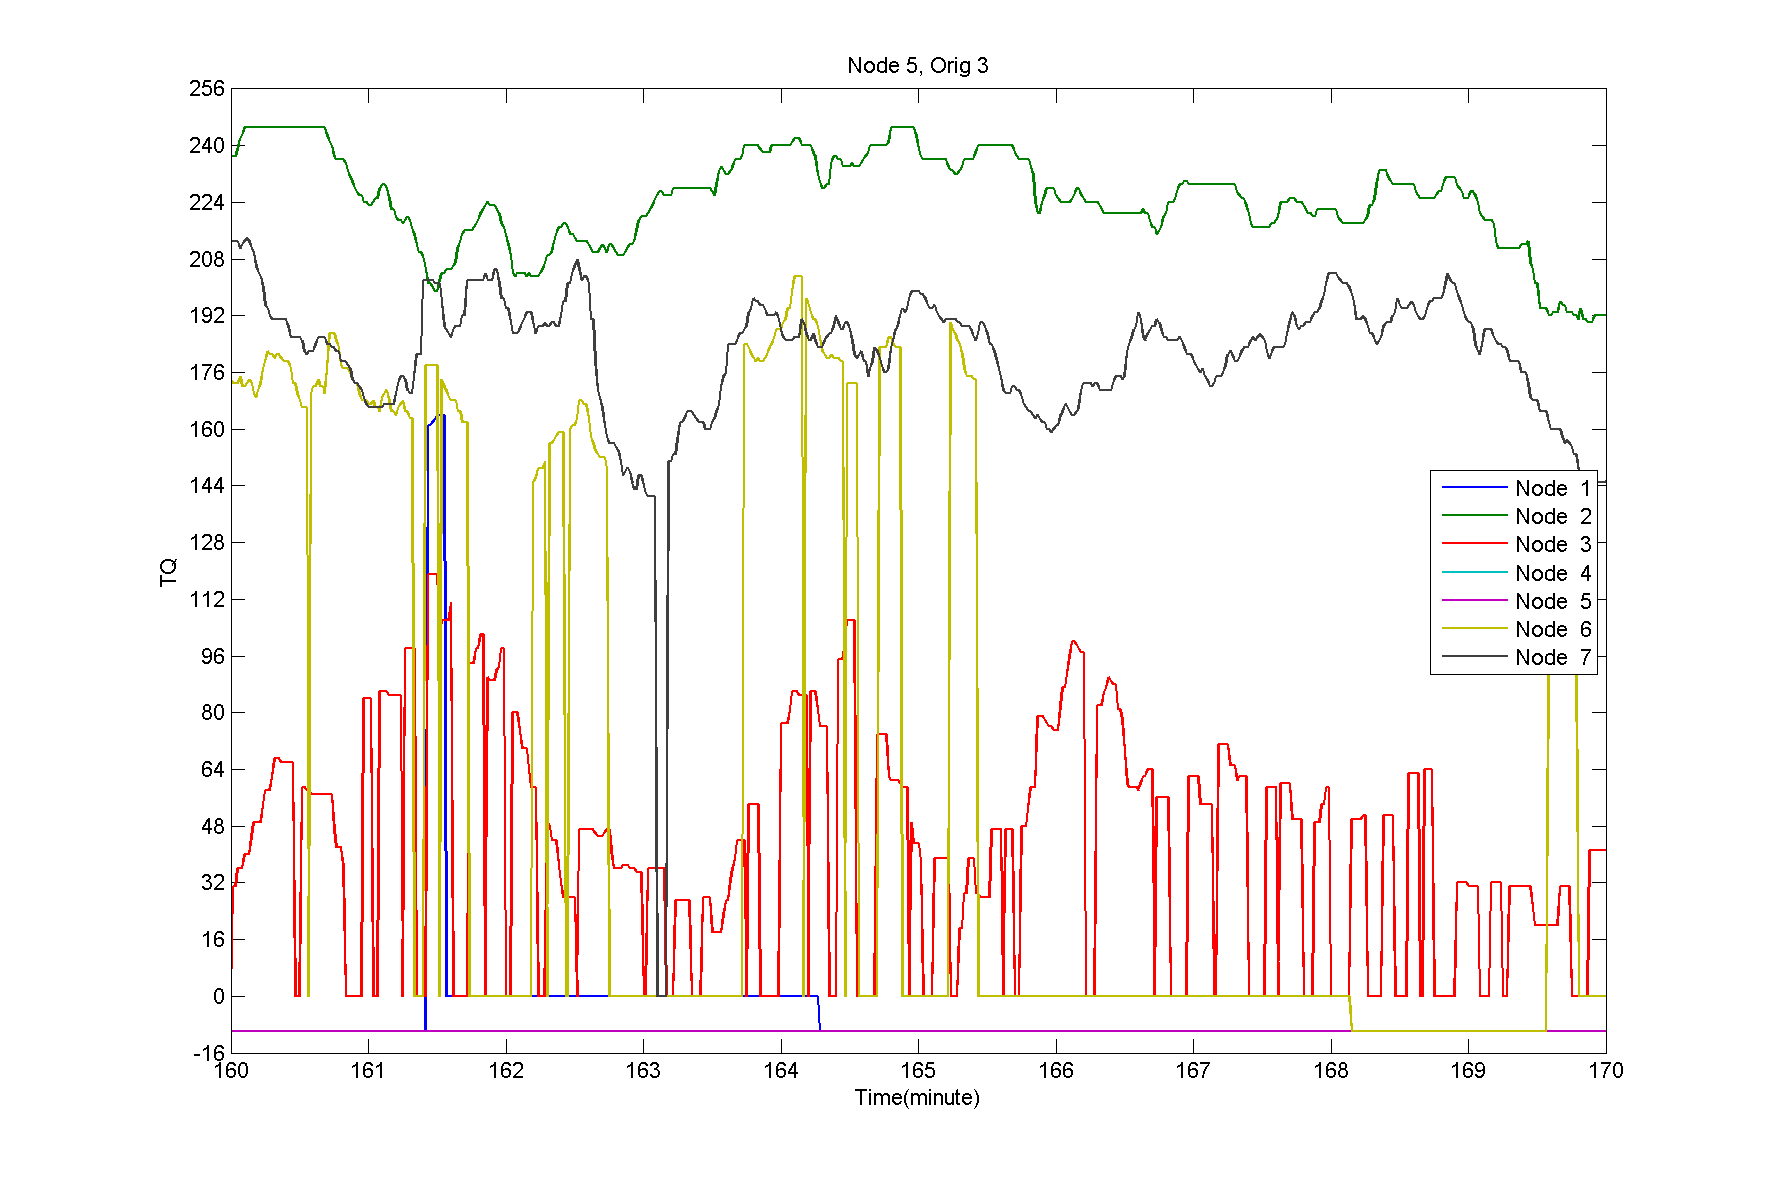 Node 5, Orig 3
256
240
224
208
192
176
160
144
128
112
96
80
64
48
32
16
0
-16
TQ
160 161 162 163 164 165 166 167 168 169 170
Time(minute)
Node 1
Node 2
Node 3
Node 4
Node 5
Node 6
Node 7